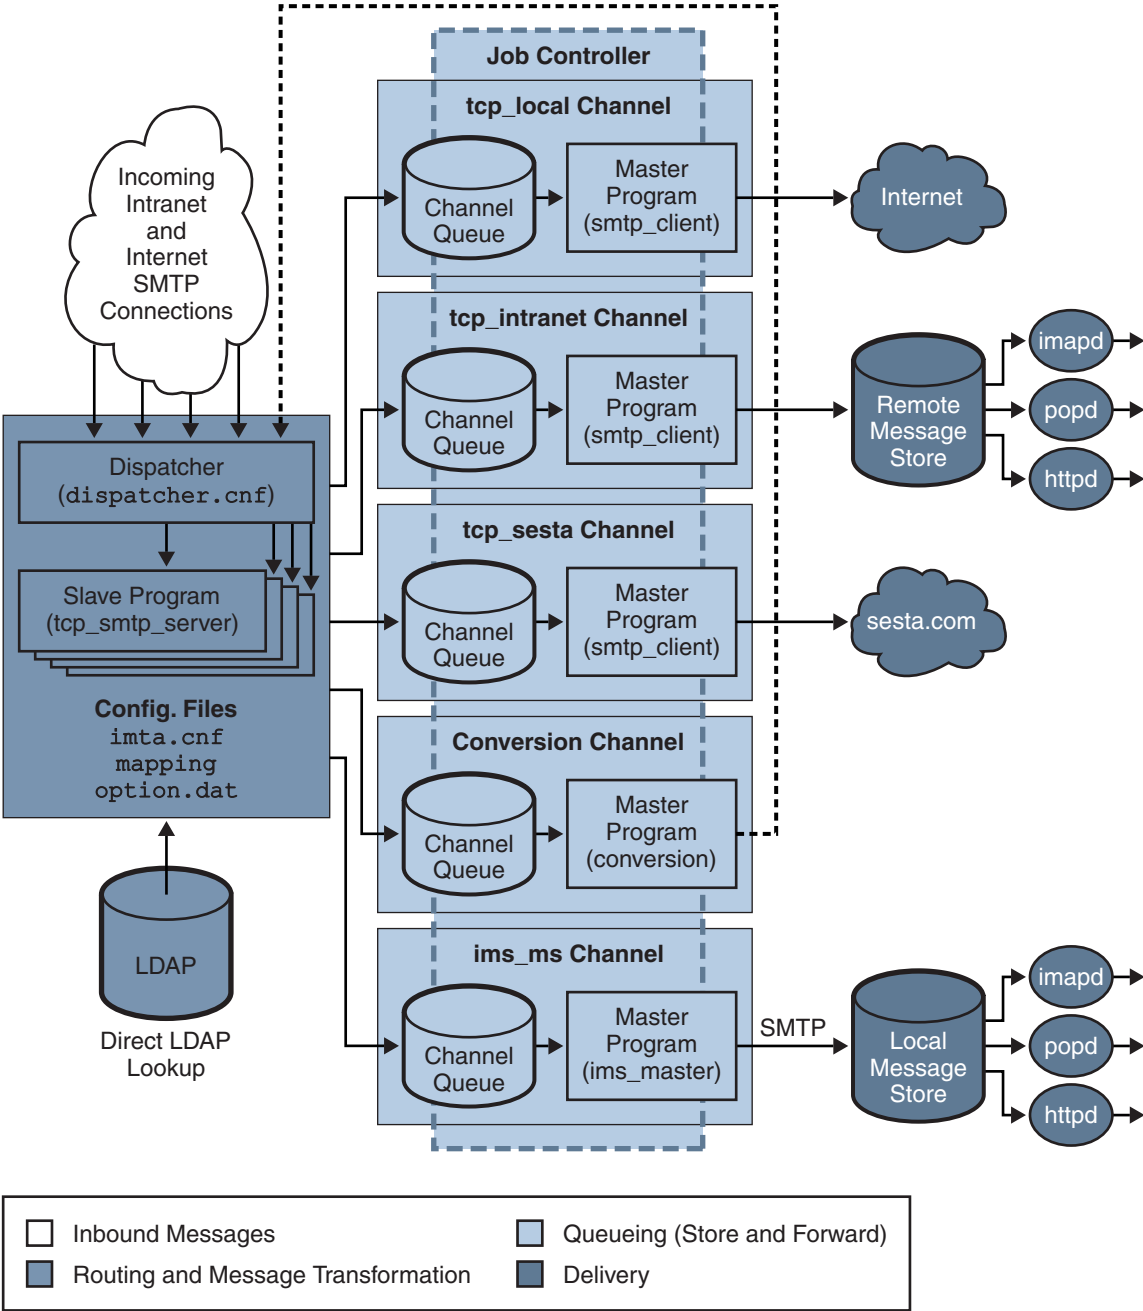 Job Controller
tcp_local Channel
Incoming
Intranet
and
Internet
SMTP
Connections
Channel
Queue
Master
Program
(smtp_client)
Internet
tcp_intranet Channel
Channel
Queue
Master
Program
(smtp_client)
Remote
Message
Store
imapd
popd
httpd
Dispatcher
(dispatcher.cnf)
Slave Program
(tcp_smtp_server)
Config. Files
imta.cnf
mapping
option.dat
tcp_sesta Channel
Channel
Queue
Master
Program
(smtp_client)
sesta.com
Conversion Channel
Channel
Queue
Master
Program
(conversion)
LDAP
Direct LDAP
Lookup
ims_ms Channel
Channel
Queue
Master
Program
(ims_master)
SMTP
Local
Message
Store
imapd
popd
httpd
Inbound Messages
Queueing (Store and Forward)
Routing and Message Transformation
Delivery